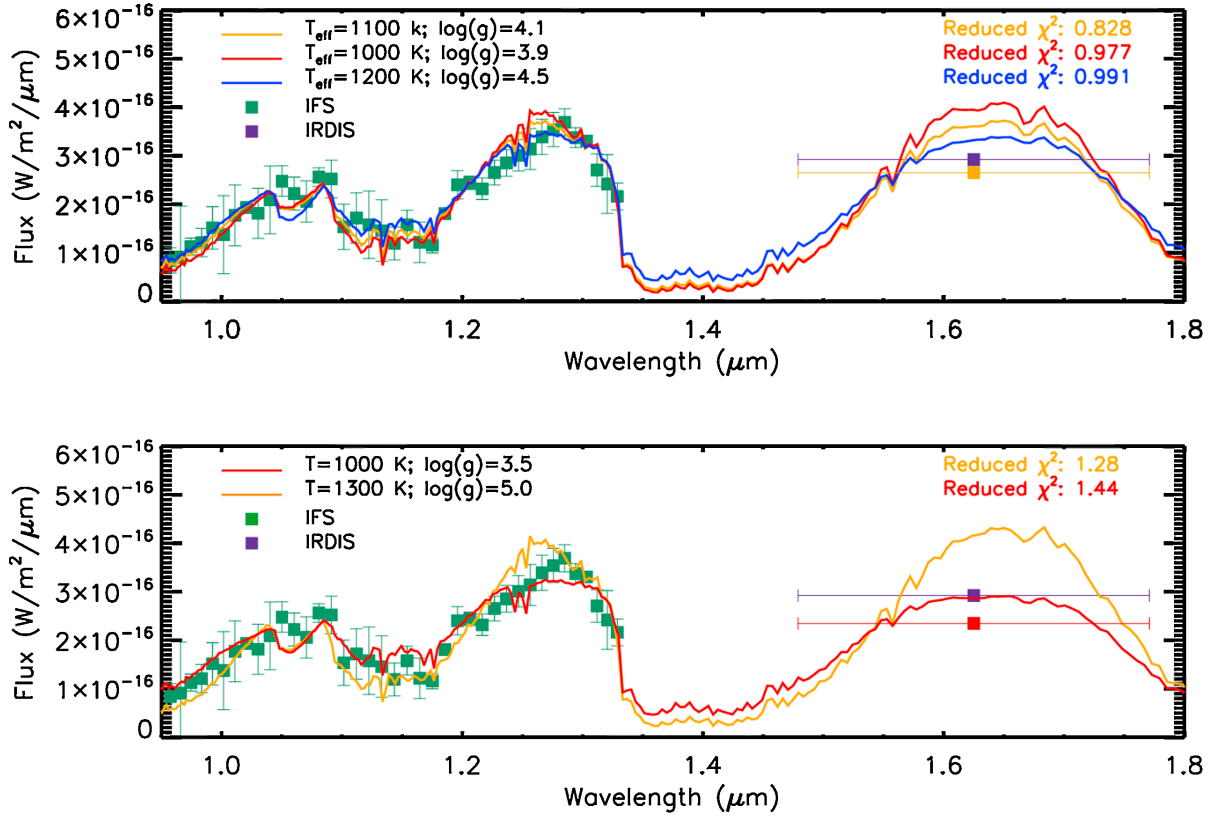 6×10⁻¹⁶
5×10⁻¹⁶
4×10⁻¹⁶
3×10⁻¹⁶
2×10⁻¹⁶
1×10⁻¹⁶
0
Flux (W/m²/μm)
T_eff=1100 k; log(g)=4.1
T_eff=1000 K; log(g)=3.9
T_eff=1200 K; log(g)=4.5
IFS
IRDIS
Reduced χ²: 0.828
Reduced χ²: 0.977
Reduced χ²: 0.991
1.0 1.2 1.4 1.6 1.8
Wavelength (μm)
6×10⁻¹⁶
5×10⁻¹⁶
4×10⁻¹⁶
3×10⁻¹⁶
2×10⁻¹⁶
1×10⁻¹⁶
0
Flux (W/m²/μm)
T=1000 K; log(g)=3.5
T=1300 K; log(g)=5.0
IFS
IRDIS
Reduced χ²: 1.28
Reduced χ²: 1.44
1.0 1.2 1.4 1.6 1.8
Wavelength (μm)